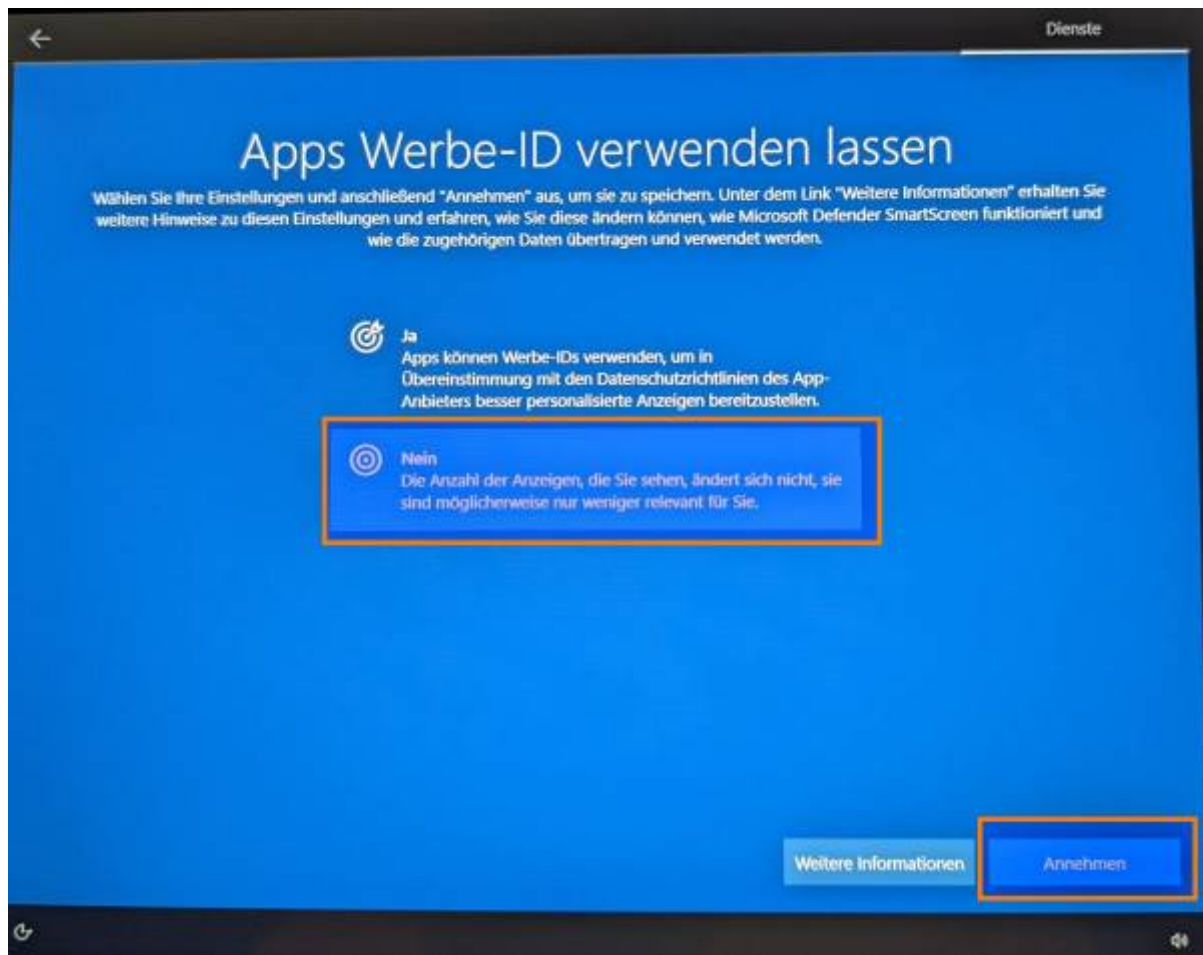 Dienste
Apps Werbe-ID verwenden lassen
Wählen Sie Ihre Einstellungen und anschließend "Annehmen" aus, um sie zu speichern. Unter dem Link "Weitere Informationen" erhalten Sie
weitere Hinweise zu diesen Einstellungen und erfahren, wie Sie diese ändern können, wie Microsoft Defender SmartScreen funktioniert und
wie die zugehörigen Daten übertragen und verwendet werden.
Ja
Apps können Werbe-IDs verwenden, um in
Übereinstimmung mit den Datenschutzrichtlinien des App-
Anbieters besser personalisierte Anzeigen bereitzustellen.
Nein
Die Anzahl der Anzeigen, die Sie sehen, ändert sich nicht, sie
sind möglicherweise nur weniger relevant für Sie.
Weitere Informationen
Annehmen